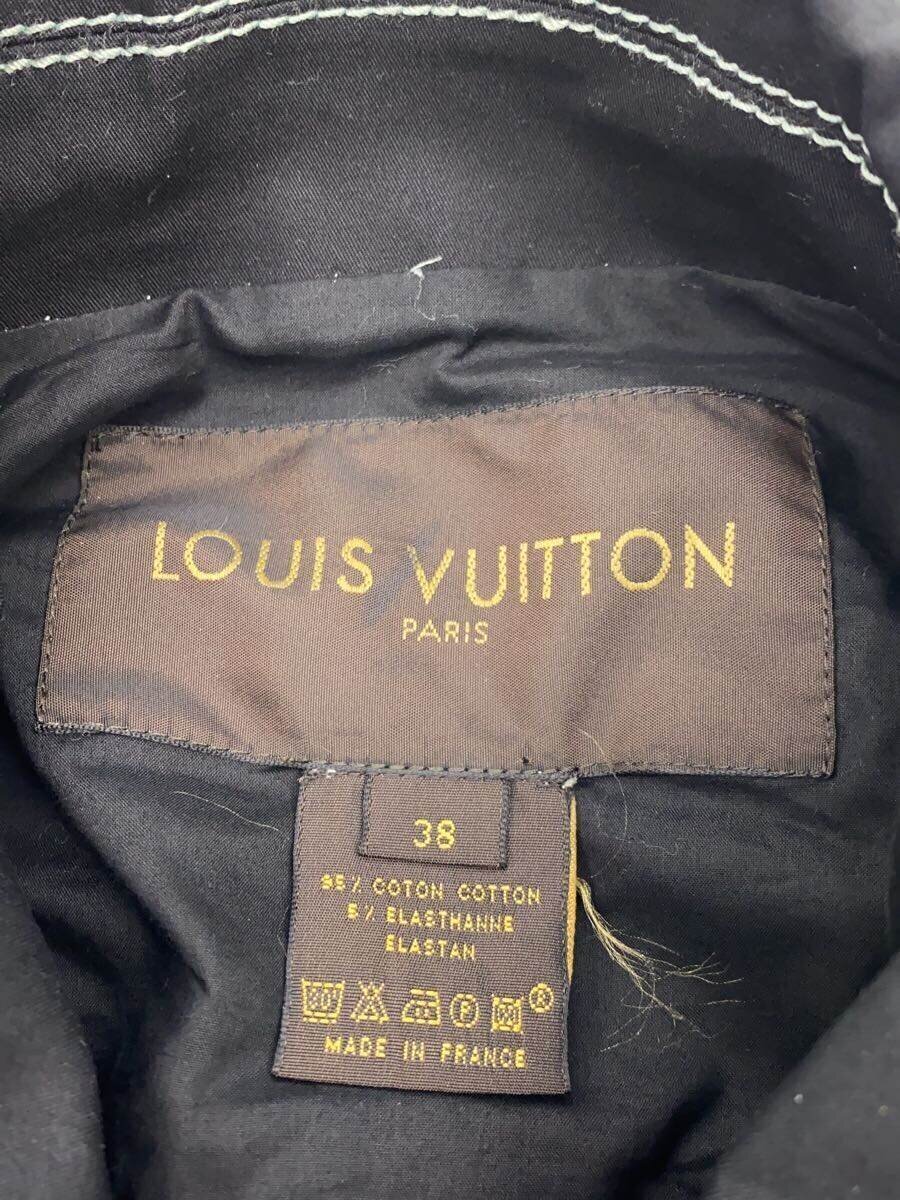 LOUIS VUITTON
PARIS
38
95% COTON COTTON
5% ELASTHANNE
ELASTAN
®
MADE IN FRANCE